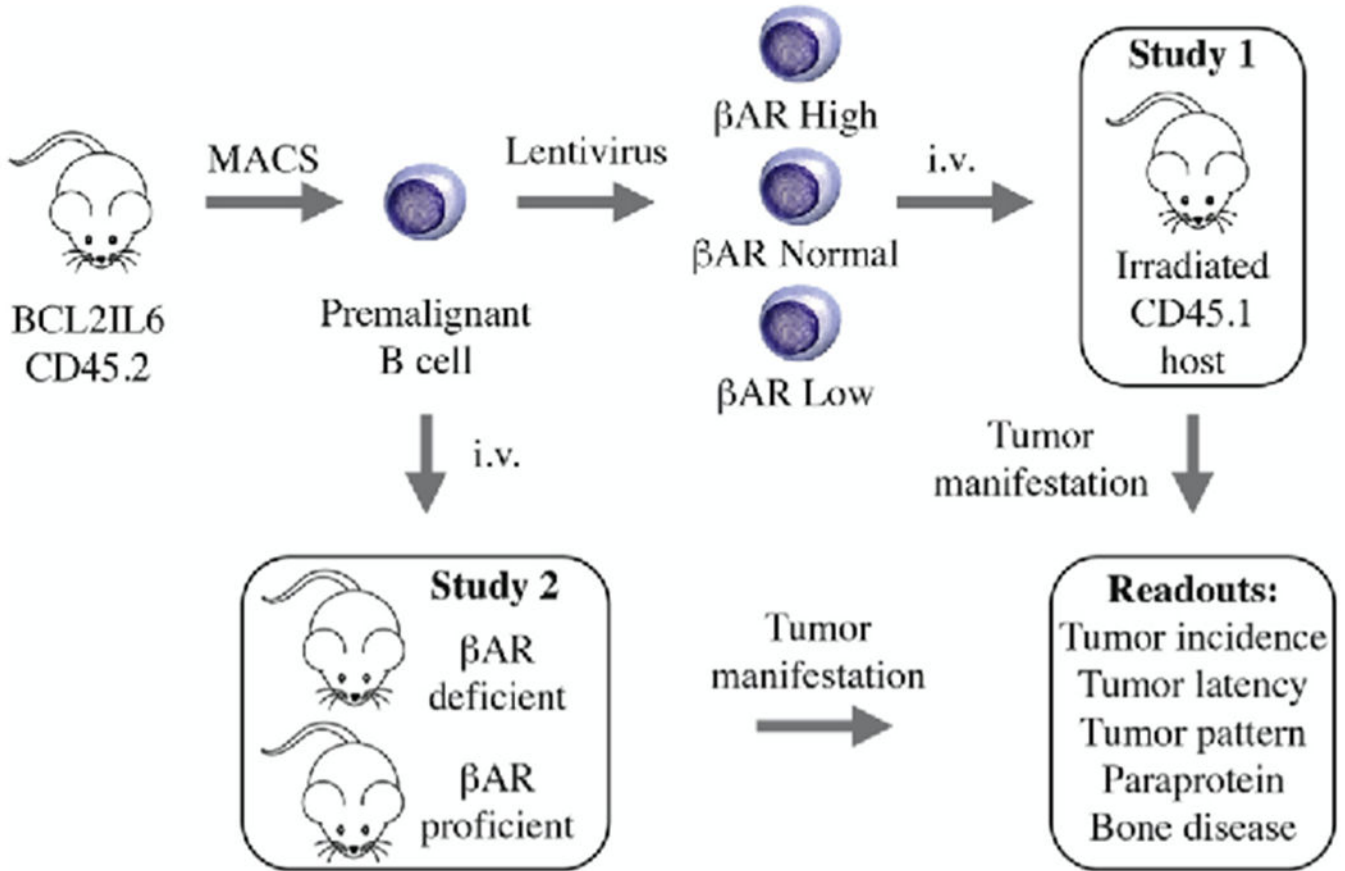 BCL2IL6
CD45.2
MACS
Premalignant
B cell
Lentivirus
βAR High
βAR Normal
βAR Low
i.v.
Study 1
Irradiated
CD45.1
host
i.v.
Study 2
βAR
deficient
βAR
proficient
Tumor
manifestation
Tumor
manifestation
Readouts:
Tumor incidence
Tumor latency
Tumor pattern
Paraprotein
Bone disease